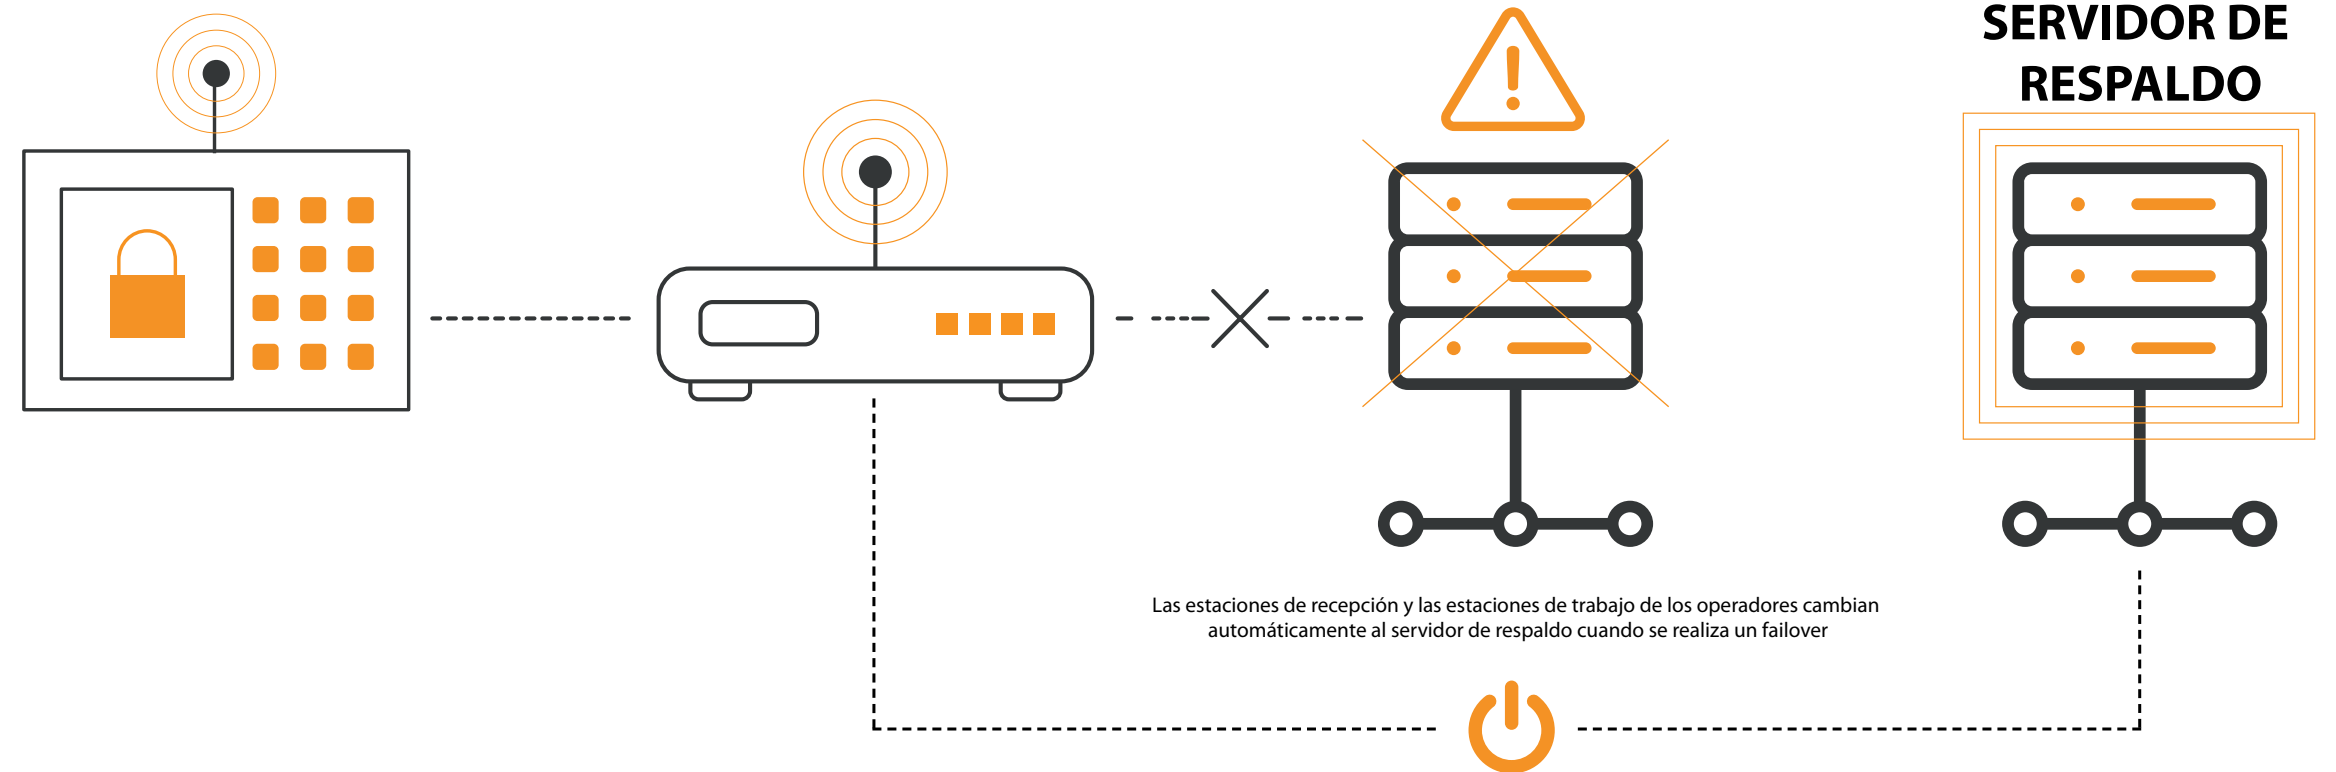 SERVIDOR DE
RESPALDO
Las estaciones de recepción y las estaciones de trabajo de los operadores cambian
automáticamente al servidor de respaldo cuando se realiza un failover